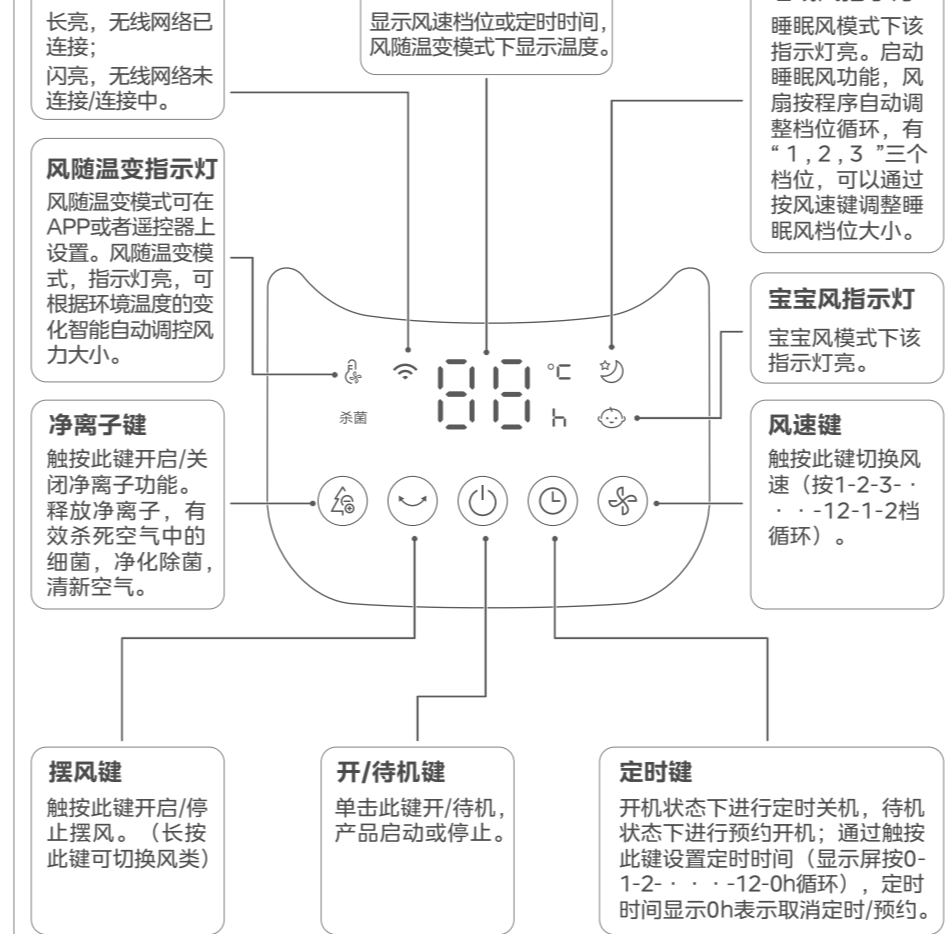 长亮，无线网络已
连接；
闪亮，无线网络未
连接/连接中。
显示风速档位或定时时间，
风随温变模式下显示温度。
睡眠风模式下该
指示灯亮。启动
睡眠风功能，风
扇按程序自动调
整档位循环，有
“1,2,3 ”三个
档位，可以通过
按风速键调整睡
眠风档位大小。
风随温变指示灯
风随温变模式可在
APP或者遥控器上
设置。风随温变模
式，指示灯亮，可
根据环境温度的变
化智能自动调控风
力大小。
宝宝风指示灯
宝宝风模式下该
指示灯亮。
88
°C
杀菌
h
净离子键
触按此键开启/关
闭净离子功能。
释放净离子，有
效杀死空气中的
细菌，净化除菌，
清新空气。
风速键
触按此键切换风
速（按1-2-3-·
· · -12-1-2档
循环）。
摆风键
触按此键开启/停
止摆风。（长按
此键可切换风类）
开/待机键
单击此键开/待机，
产品启动或停止。
定时键
开机状态下进行定时关机，待机
状态下进行预约开机；通过触按
此键设置定时时间（显示屏按0-
1-2- · · · -12-0h循环），定时
时间显示0h表示取消定时/预约。